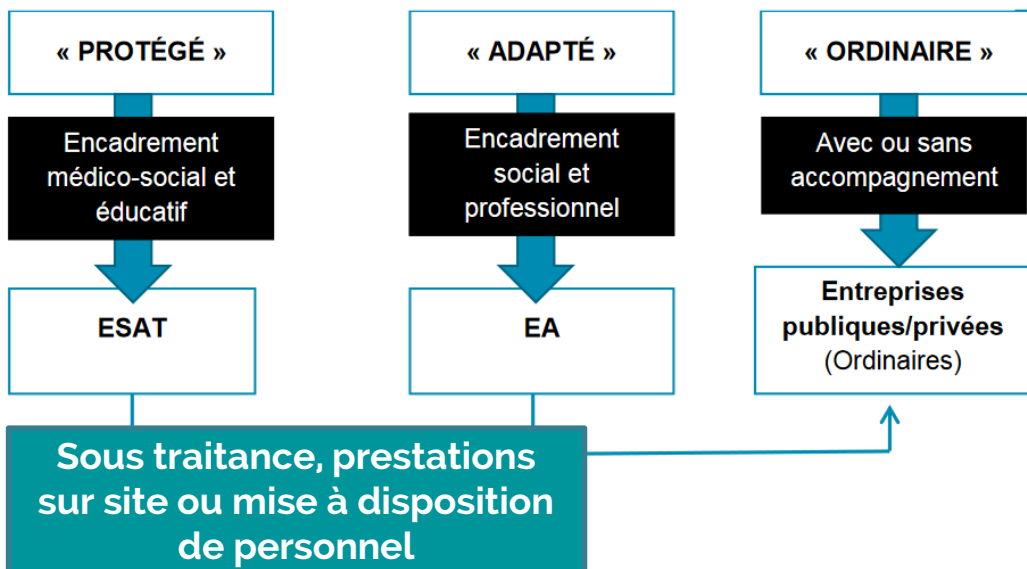 « PROTÉGÉ »
« ADAPTÉ »
« ORDINAIRE »
Encadrement
médico-social et
éducatif
Encadrement
social et
professionnel
Avec ou sans
accompagnement
ESAT
EA
Entreprises
publiques/privées
(Ordinaires)
Sous traitance, prestations
sur site ou mise à disposition
de personnel